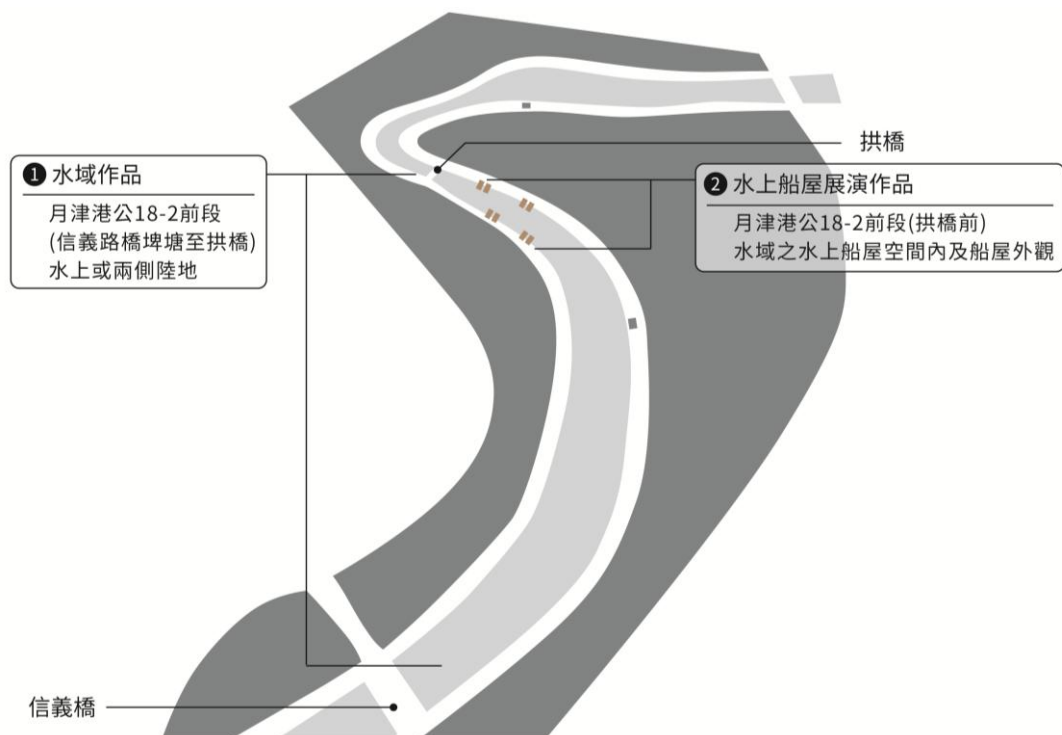 拱橋
❶ 水域作品
月津港公18-2前段
(信義路橋埤塘至拱橋)
水上或兩側陸地
❷ 水上船屋展演作品
月津港公18-2前段(拱橋前)
水域之水上船屋空間內及船屋外觀
信義橋